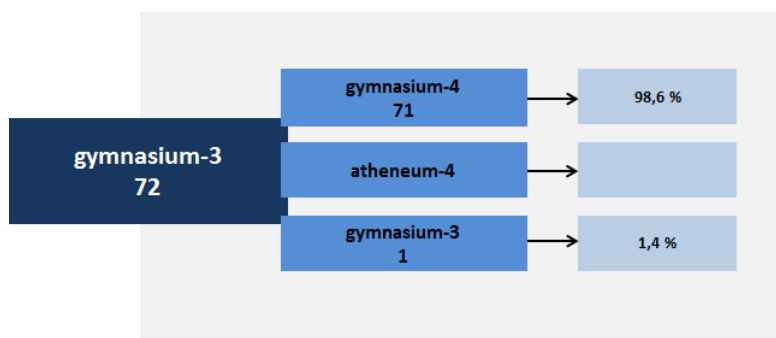 gymnasium-3
72
gymnasium-4
71
98,6 %
atheneum-4
gymnasium-3
1
1,4 %